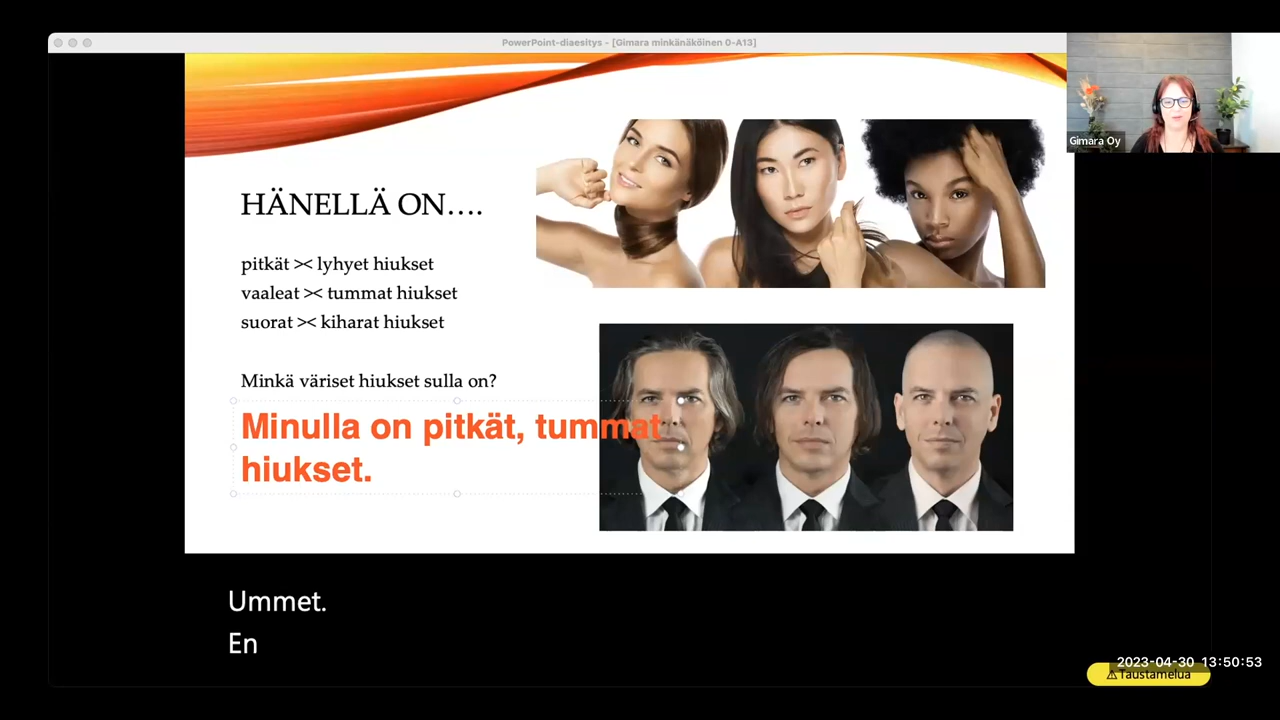 PowerPoint-diaesitys - [Gimara minkänäköinen 0-A13]
Gimara Oy
HÄNELLÄ ON….
pitkät >< lyhyet hiukset
vaaleat >< tummat hiukset
suorat >< kiharat hiukset
Minkä väriset hiukset sulla on?
Minulla on pitkät, tummat
hiukset.
Ummet.
En
2023-04-30 13:50:53
⚠Taustamelua